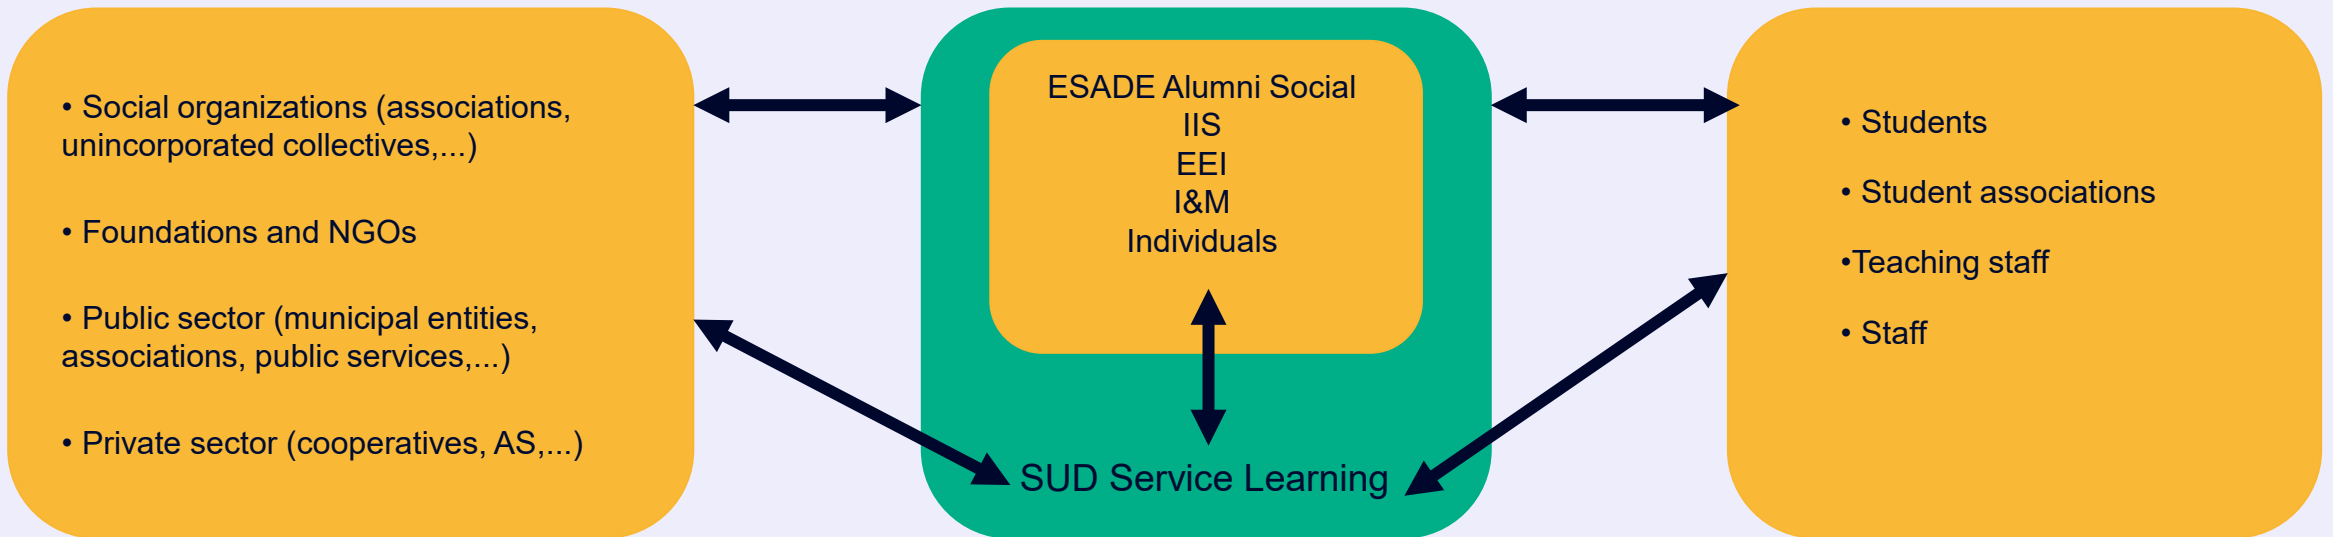 • Social organizations (associations,
unincorporated collectives,...)
• Foundations and NGOs
• Public sector (municipal entities,
associations, public services,...)
• Private sector (cooperatives, AS,...)
ESADE Alumni Social
IIS
EEI
I&M
Individuals
SUD Service Learning
• Students
• Student associations
•Teaching staff
• Staff